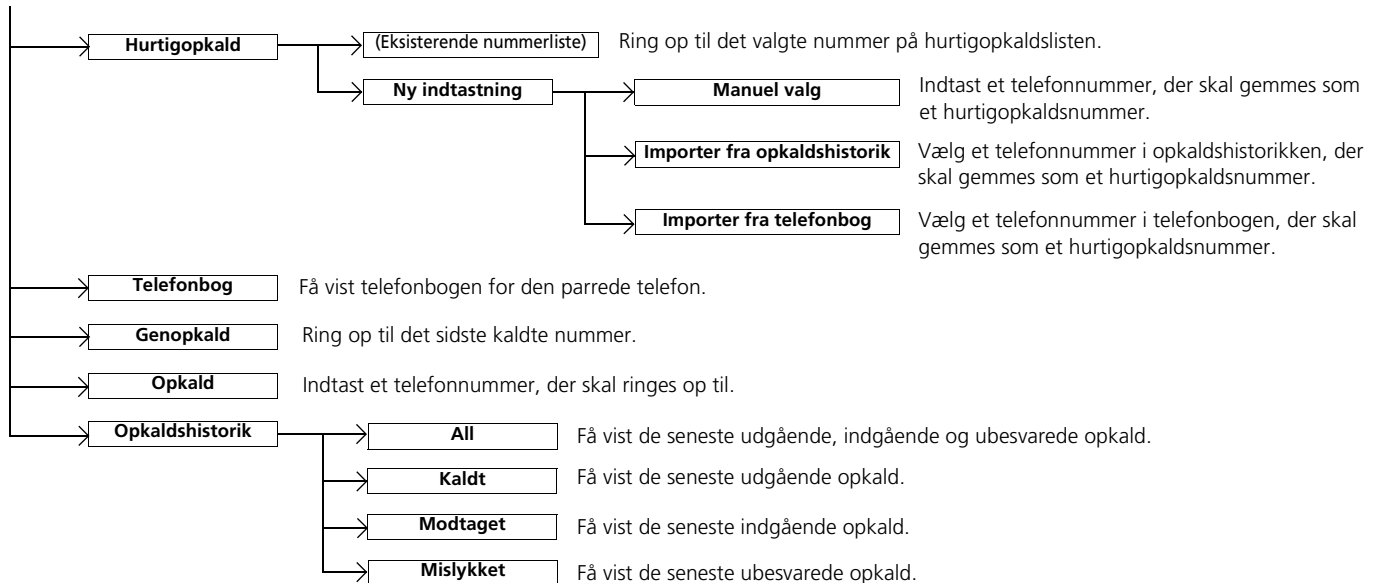 Hurtigopkald
(Eksisterende nummerliste)
Ring op til det valgte nummer på hurtigopkaldslisten.
Ny indtastning
Manuel valg
Indtast et telefonnummer, der skal gemmes som
et hurtigopkaldsnummer.
Importer fra opkaldshistorik
Vælg et telefonnummer i opkaldshistorikken, der
skal gemmes som et hurtigopkaldsnummer.
Importer fra telefonbog
Vælg et telefonnummer i telefonbogen, der skal
gemmes som et hurtigopkaldsnummer.
Telefonbog
Få vist telefonbogen for den parrede telefon.
Genopkald
Ring op til det sidste kaldte nummer.
Opkald
Indtast et telefonnummer, der skal ringes op til.
Opkaldshistorik
All
Få vist de seneste udgående, indgående og ubesvarede opkald.
Kaldt
Få vist de seneste udgående opkald.
Modtaget
Få vist de seneste indgående opkald.
Mislykket
Få vist de seneste ubesvarede opkald.